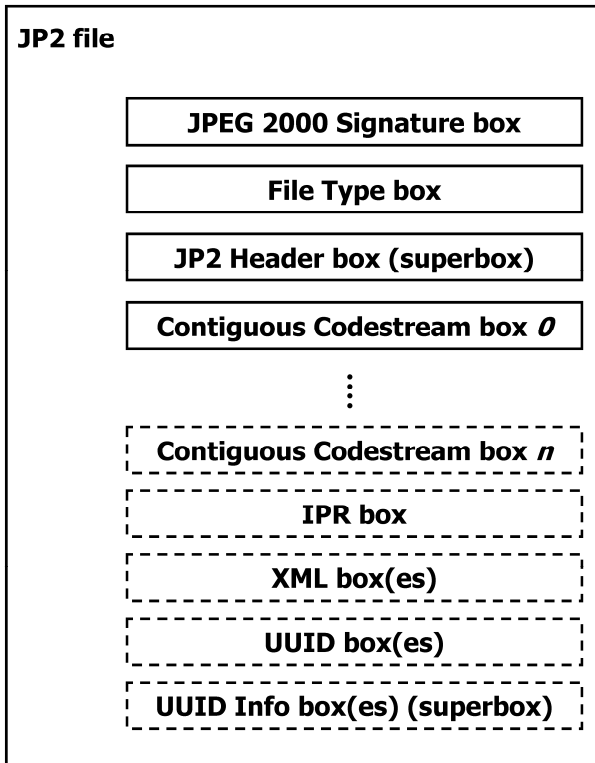 JP2 file
JPEG 2000 Signature box
File Type box
JP2 Header box (superbox)
Contiguous Codestream box 0
Contiguous Codestream box n
IPR box
XML box(es)
UUID box(es)
UUID Info box(es) (superbox)